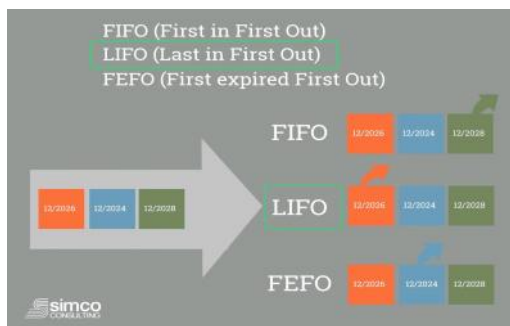 FIFO (First in First Out)
LIFO (Last in First Out)
FEFO (First expired First Out)
FIFO
12/2026 12/2024 12/2028
12/2026 12/2024 12/2028
LIFO
12/2026 12/2024 12/2028
FEFO
12/2026 12/2024 12/2028
simco
CONSULTING